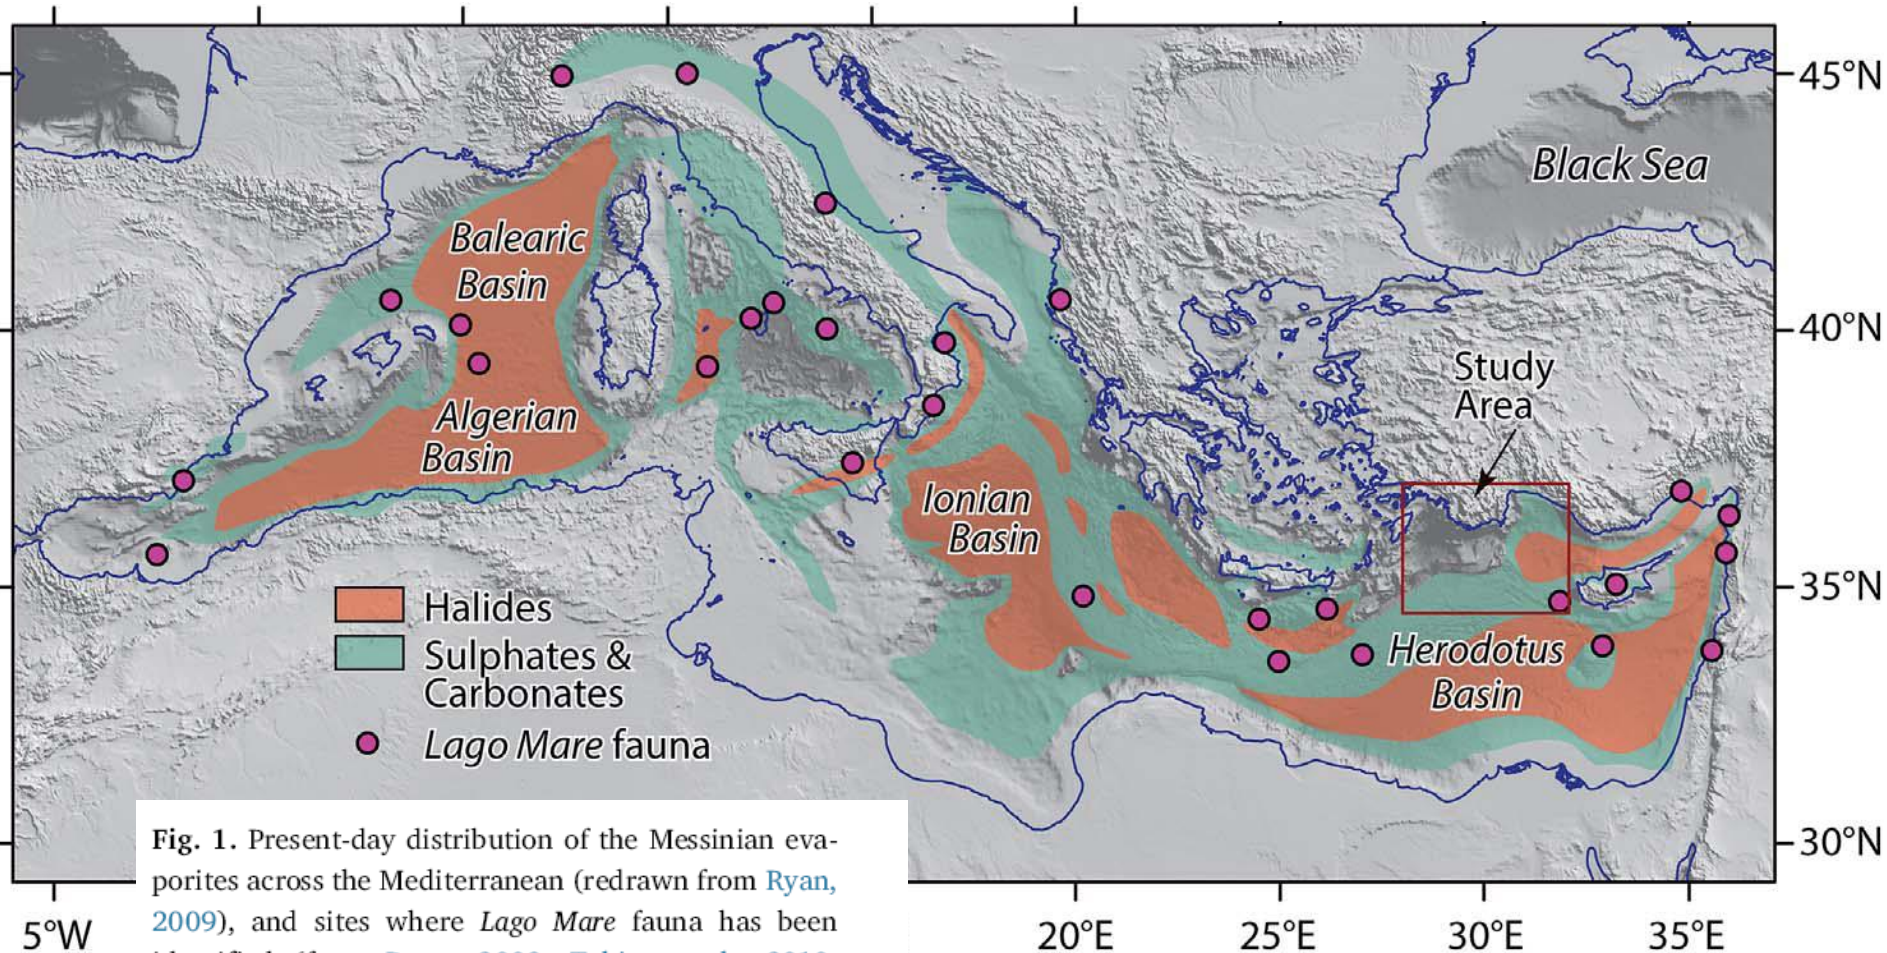 45°N
Black Sea
Balearic
Basin
40°N
Study
Area
Algerian
Basin
Ionian
Basin
35°N
Halides
Sulphates &
Carbonates
Lago Mare fauna
Herodotus
Basin
30°N
Fig. 1. Present-day distribution of the Messinian eva-
porites across the Mediterranean (redrawn from Ryan,
2009), and sites where Lago Mare fauna has been
5°W
20°E
25°E
30°E
35°E